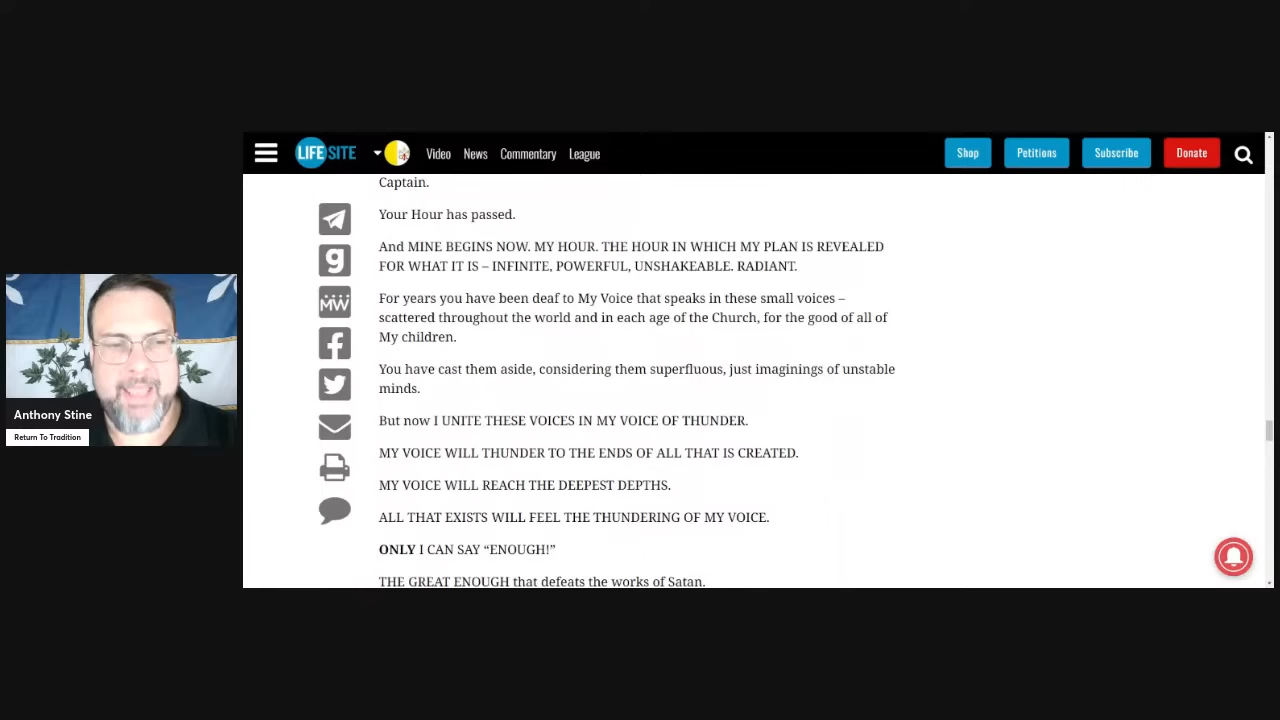 LIFE SITE
Video
News
Commentary
League
Shop
Petitions
Subscribe
Donate
Captain.
Your Hour has passed.
And MINE BEGINS NOW. MY HOUR. THE HOUR IN WHICH MY PLAN IS REVEALED
FOR WHAT IT IS – INFINITE, POWERFUL, UNSHAKEABLE. RADIANT.
For years you have been deaf to My Voice that speaks in these small voices –
scattered throughout the world and in each age of the Church, for the good of all of
My children.
You have cast them aside, considering them superfluous, just imaginings of unstable
minds.
But now I UNITE THESE VOICES IN MY VOICE OF THUNDER.
MY VOICE WILL THUNDER TO THE ENDS OF ALL THAT IS CREATED.
MY VOICE WILL REACH THE DEEPEST DEPTHS.
ALL THAT EXISTS WILL FEEL THE THUNDERING OF MY VOICE.
ONLY I CAN SAY “ENOUGH!”
THE GREAT ENOUGH that defeats the works of Satan.
g
MW
Anthony Stine
Return To Tradition